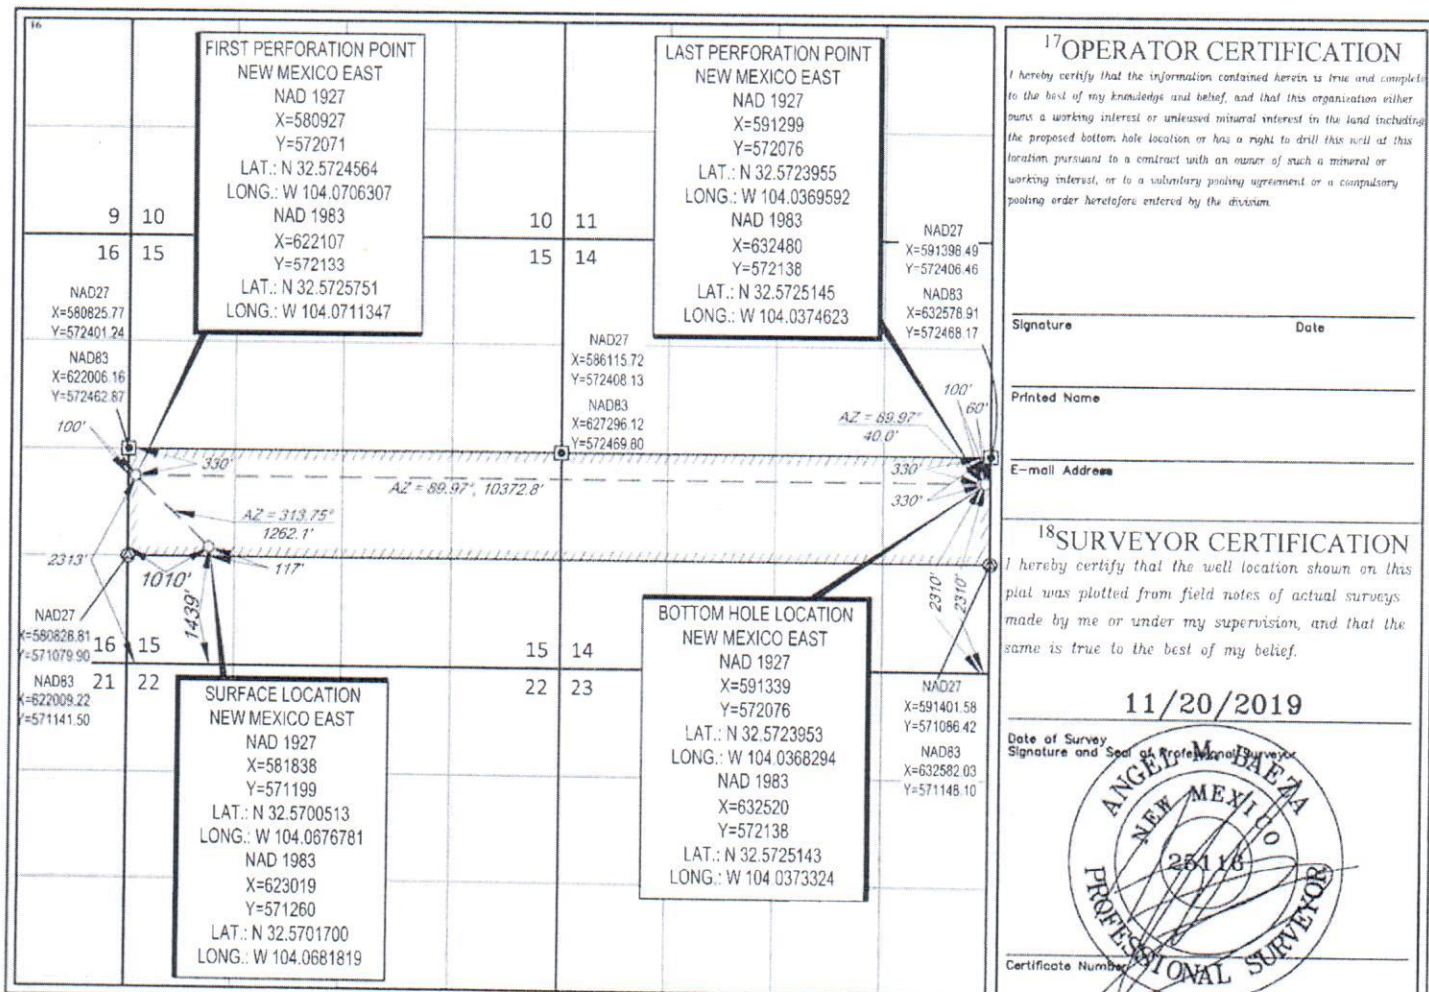 16
FIRST PERFORATION POINT
NEW MEXICO EAST
NAD 1927
X=580927
Y=572071
LAT.: N 32.5724564
LONG.: W 104.0706307
NAD 1983
X=622107
Y=572133
LAT.: N 32.5725751
LONG.: W 104.0711347
LAST PERFORATION POINT
NEW MEXICO EAST
NAD 1927
X=591299
Y=572076
LAT.: N 32.5723955
LONG.: W 104.0369592
NAD 1983
X=632480
Y=572138
LAT.: N 32.5725145
LONG.: W 104.0374623
9 10
16 15
10 11
15 14
NAD27
X=591398.49
Y=572406.46
NAD83
X=632578.91
Y=572468.17
NAD27
X=580825.77
Y=572401.24
NAD83
X=622006.16
Y=572462.87
NAD27
X=586115.72
Y=572408.13
NAD83
X=627296.12
Y=572469.80
100'
330'
AZ = 89.97°, 10372.8'
AZ = 89.97°
40.0'
100'
60'
330'
330'
AZ = 313.75°
1262.1'
2313'
1010'
117'
1439'
2310'
2310'
NAD27
X=580828.81
Y=571079.90
NAD83
X=622009.22
Y=571141.50
16 15
21 22
15 14
22 23
SURFACE LOCATION
NEW MEXICO EAST
NAD 1927
X=581838
Y=571199
LAT.: N 32.5700513
LONG.: W 104.0676781
NAD 1983
X=623019
Y=571260
LAT.: N 32.5701700
LONG.: W 104.0681819
BOTTOM HOLE LOCATION
NEW MEXICO EAST
NAD 1927
X=591339
Y=572076
LAT.: N 32.5723953
LONG.: W 104.0368294
NAD 1983
X=632520
Y=572138
LAT.: N 32.5725143
LONG.: W 104.0373324
NAD27
X=591401.58
Y=571086.42
NAD83
X=632582.03
Y=571148.10
17 OPERATOR CERTIFICATION
I hereby certify that the information contained herein is true and complete
to the best of my knowledge and belief, and that this organization either
owns a working interest or unleased mineral interest in the land including
the proposed bottom hole location or has a right to drill this well at this
location pursuant to a contract with an owner of such a mineral or
working interest, or to a voluntary pooling agreement or a compulsory
pooling order heretofore entered by the division.
Signature Date
Printed Name
E-mail Address
18 SURVEYOR CERTIFICATION
I hereby certify that the well location shown on this
plat was plotted from field notes of actual surveys
made by me or under my supervision, and that the
same is true to the best of my belief.
11/20/2019
Date of Survey
Signature and Seal of Professional Surveyor
ANGEL M. BAEZA
NEW MEXICO
25116
PROFESSIONAL SURVEYOR
Certificate Number